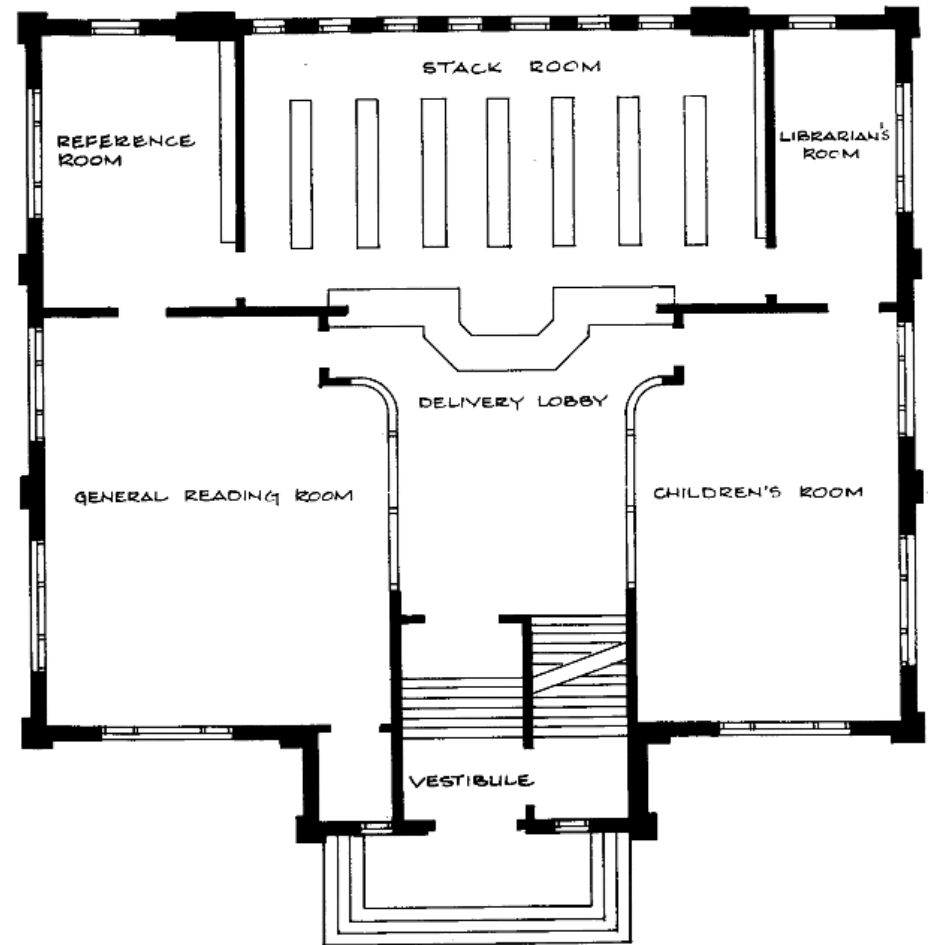 STACK ROOM
REFERENCE
ROOM
LIBRARIAN'S
ROOM
DELIVERY LOBBY
GENERAL READING ROOM
CHILDREN'S ROOM
VESTIBULE